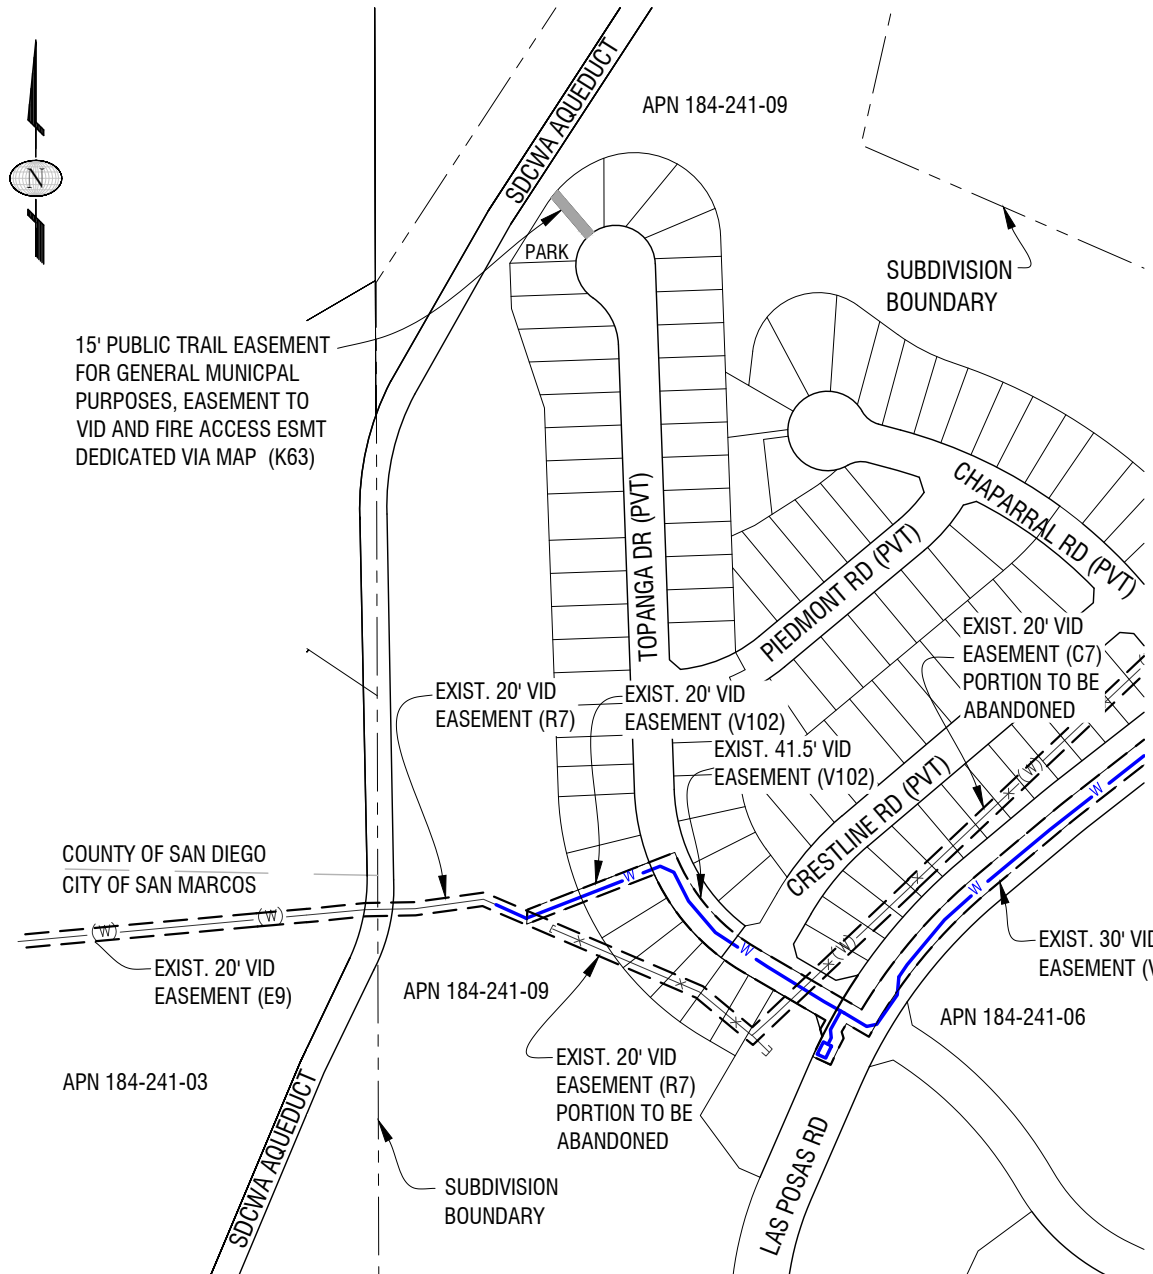 SDCWA AQUEDUCT
APN 184-241-09
N
PARK
SUBDIVISION
BOUNDARY
15' PUBLIC TRAIL EASEMENT
FOR GENERAL MUNICPAL
PURPOSES, EASEMENT TO
VID AND FIRE ACCESS ESMT
DEDICATED VIA MAP (K63)
CHAPARRAL RD (PVT)
TOPANGA DR (PVT)
PIEDMONT RD (PVT)
EXIST. 20' VID
EASEMENT (C7)
PORTION TO BE
ABANDONED
EXIST. 20' VID
EASEMENT (R7)
EXIST. 20' VID
EASEMENT (V102)
EXIST. 41.5' VID
EASEMENT (V102)
(W)
W
CRESTLINE RD (PVT)
COUNTY OF SAN DIEGO
CITY OF SAN MARCOS
W
W
(W)
(W)
W
(W)
EXIST. 20' VID
EASEMENT (E9)
APN 184-241-09
EXIST. 30' VID
EASEMENT (V
APN 184-241-06
EXIST. 20' VID
EASEMENT (R7)
PORTION TO BE
ABANDONED
APN 184-241-03
SDCWA AQUEDUCT
SUBDIVISION
BOUNDARY
LAS POSAS RD